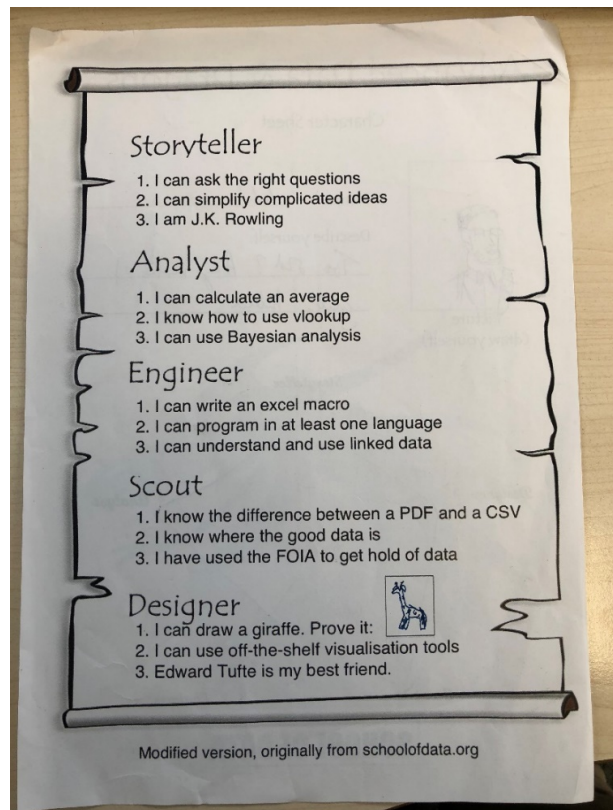 Storyteller
1. I can ask the right questions
2. I can simplify complicated ideas
3. I am J.K. Rowling
Analyst
1. I can calculate an average
2. I know how to use vlookup
3. I can use Bayesian analysis
Engineer
1. I can write an excel macro
2. I can program in at least one language
3. I can understand and use linked data
Scout
1. I know the difference between a PDF and a CSV
2. I know where the good data is
3. I have used the FOIA to get hold of data
Designer
1. I can draw a giraffe. Prove it:
2. I can use off-the-shelf visualisation tools
3. Edward Tufte is my best friend.
Modified version, originally from schoolofdata.org